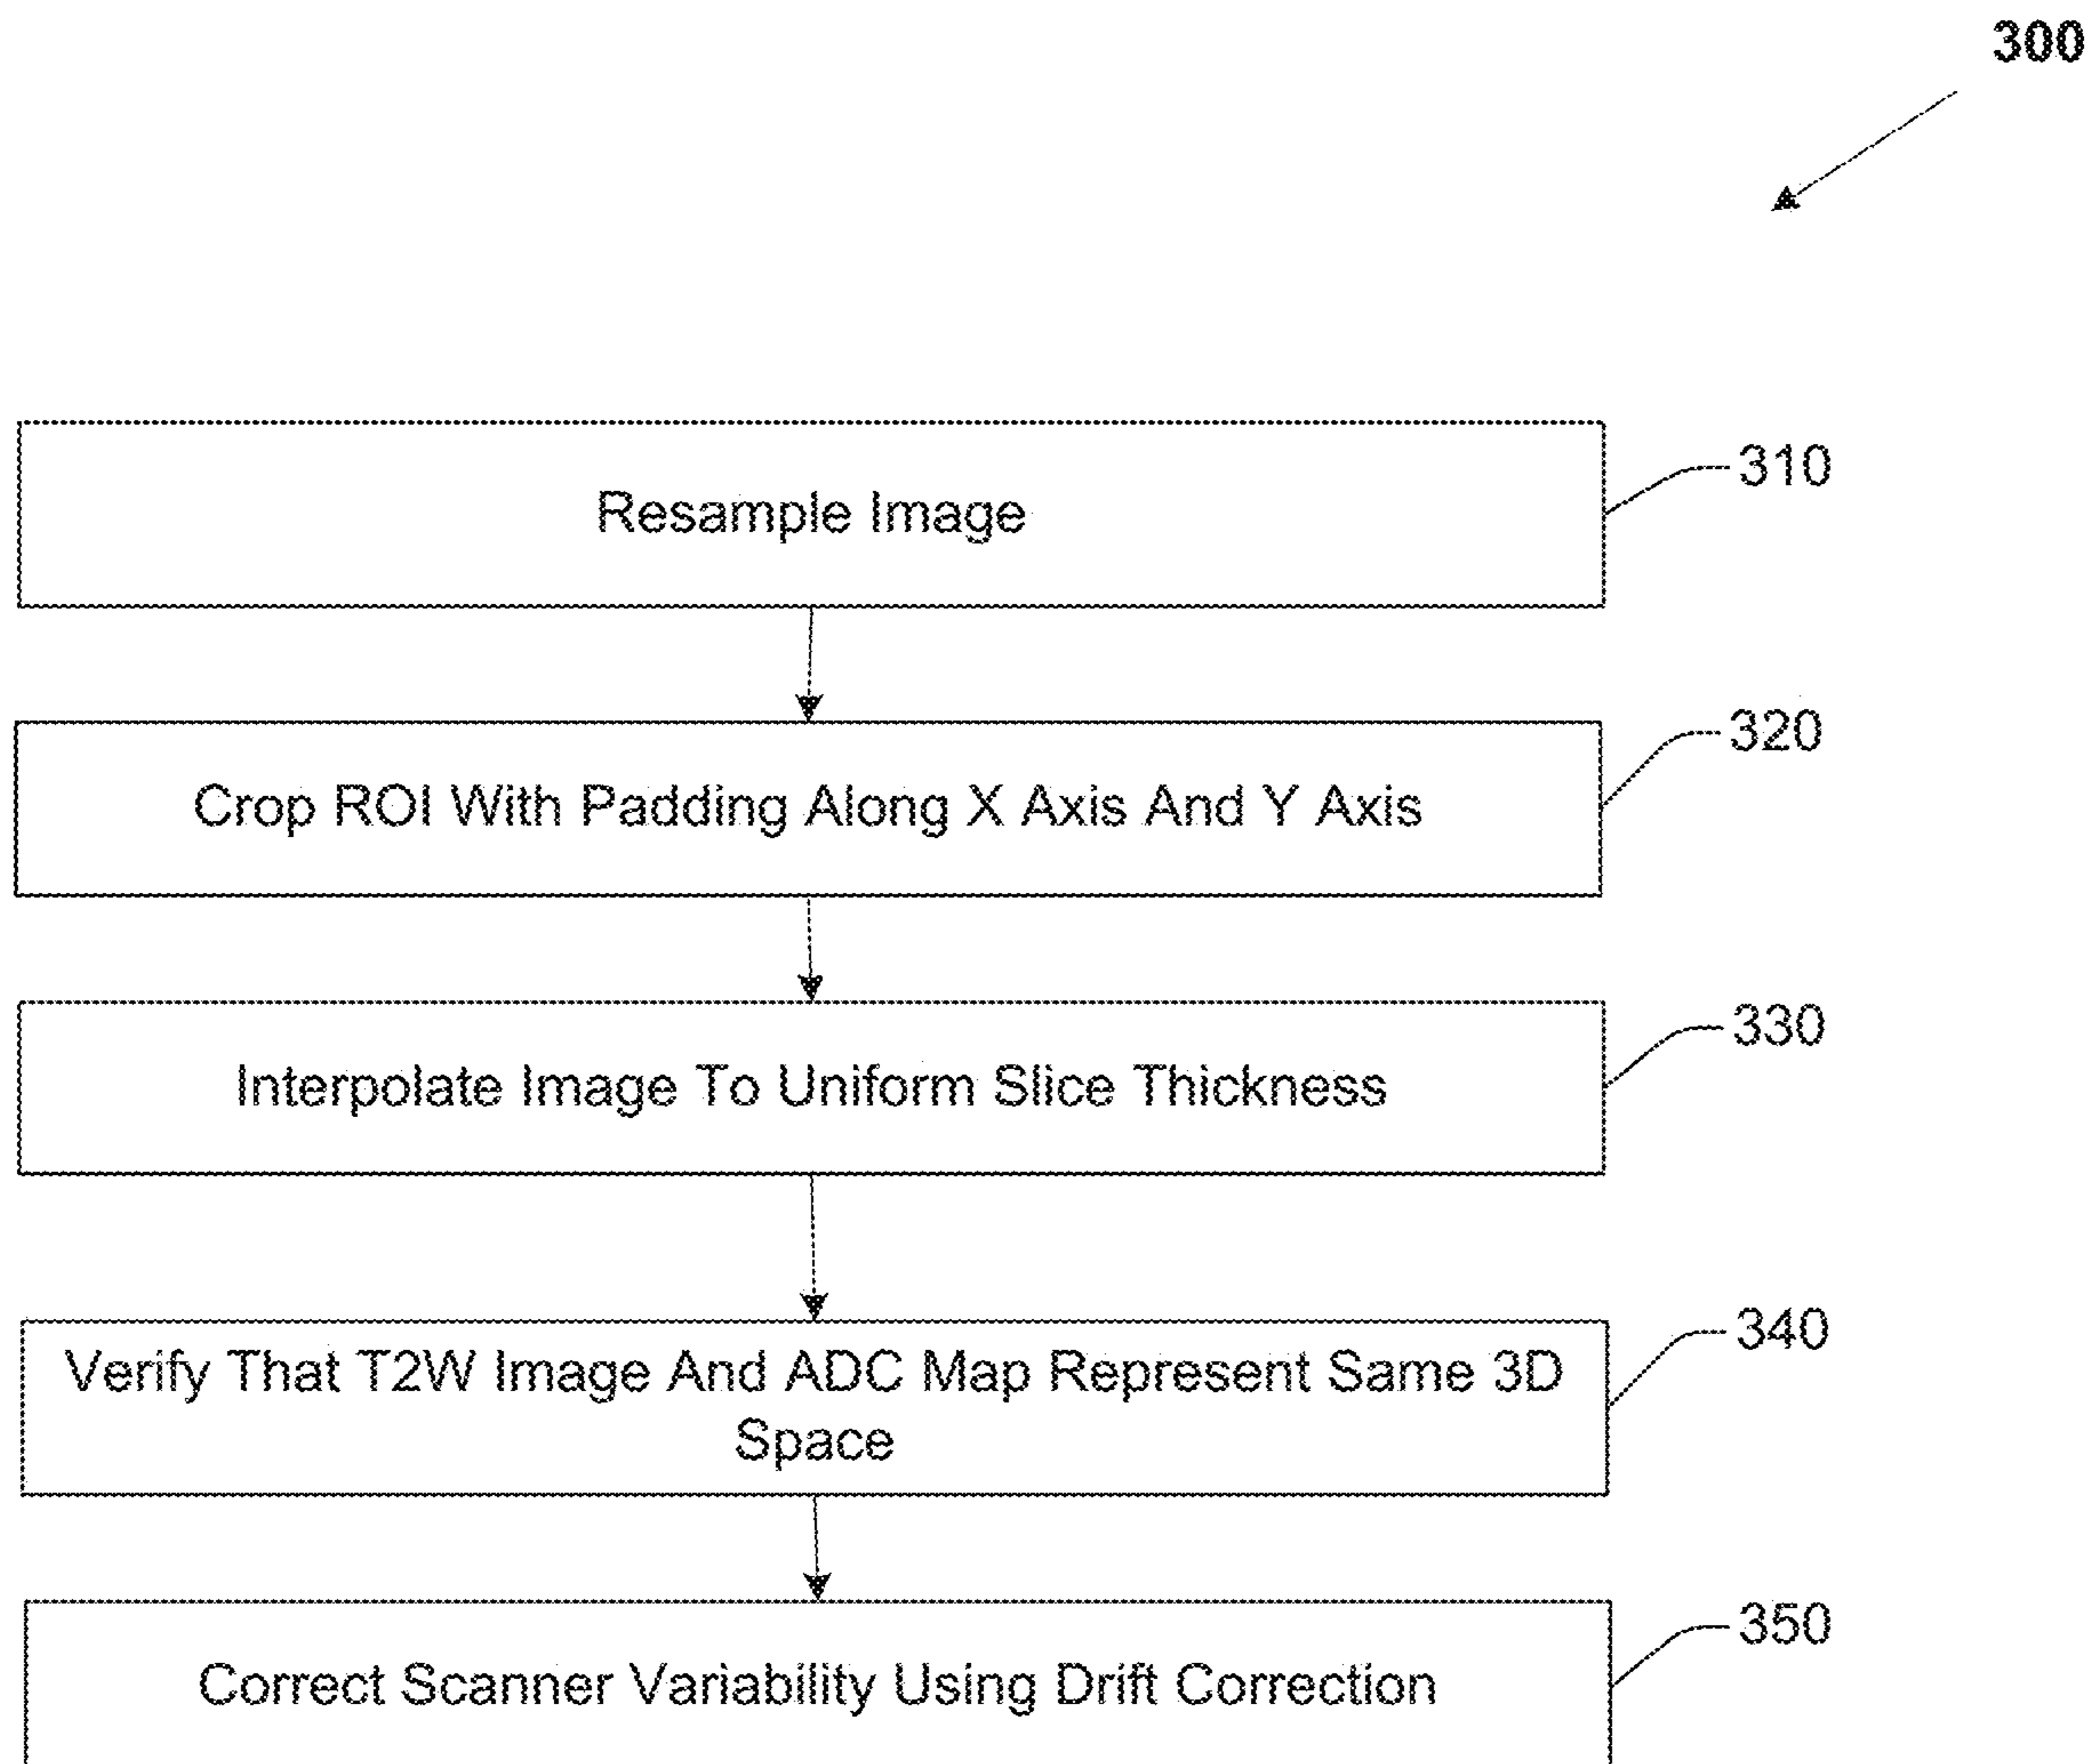 300
Resample Image
310
Crop ROI With Padding Along X Axis And Y Axis
320
Interpolate Image To Uniform Slice Thickness
330
Verify That T2W Image And ADC Map Represent Same 3D
Space
340
Correct Scanner Variability Using Drift Correction
350